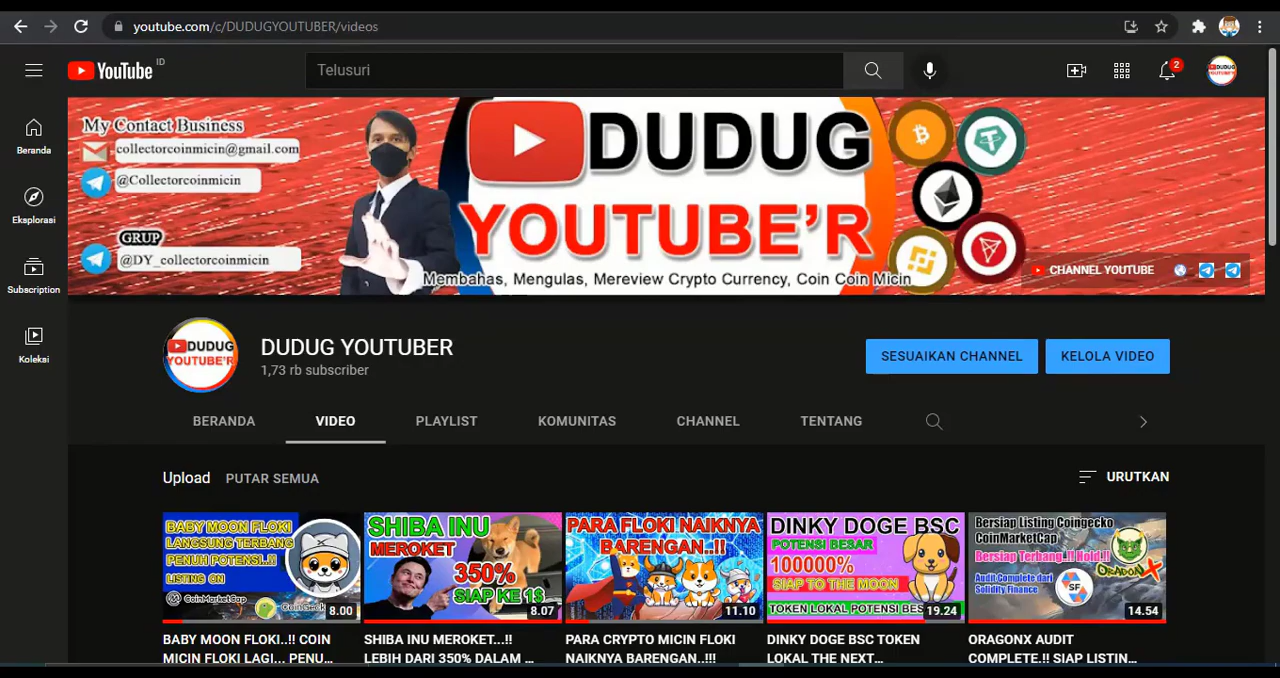 youtube.com/c/DUDUGYOUTUBER/videos
YouTube ID
Telusuri
2
Beranda
Eksplorasi
Subscription
Koleksi
My Contact Business
collectorcoinmicin@gmail.com
@Collectorcoinmicin
GRUP
@DY_collectorcoinmicin
DUDUG
YOUTUBE'R
Membahas, Mengulas, Mereview Crypto Currency, Coin Coin Micin
CHANNEL YOUTUBE
DUDUG
YOUTUBE'R
DUDUG YOUTUBER
1,73 rb subscriber
SESUAIKAN CHANNEL
KELOLA VIDEO
BERANDA
VIDEO
PLAYLIST
KOMUNITAS
CHANNEL
TENTANG
Upload
PUTAR SEMUA
URUTKAN
BABY MOON FLOKI
LANGSUNG TERBANG
PENUH POTENSI..!!
LISTING ON
CoinMarketCap
8.00
BABY MOON FLOKI..!! COIN
MICIN FLOKI LAGI... PENU...
SHIBA INU
MEROKET
350%
SIAP KE 1$
8.07
SHIBA INU MEROKET...!!
LEBIH DARI 350% DALAM ...
PARA FLOKI NAIKNYA
BARENGAN..!!
11.10
PARA CRYPTO MICIN FLOKI
NAIKNYA BARENGAN..!!!
DINKY DOGE BSC
POTENSI BESAR
100000%
SIAP TO THE MOON
TOKEN LOKAL POTENSI BES
19.24
DINKY DOGE BSC TOKEN
LOKAL THE NEXT...
Bersiap Listing Coingecko
CoinMarketCap
Bersiap Terbang..!! Hold.!!
ORAGONX
Audit Complete dari
Solidity Finance
SF
14.54
ORAGONX AUDIT
COMPLETE.!! SIAP LISTIN...